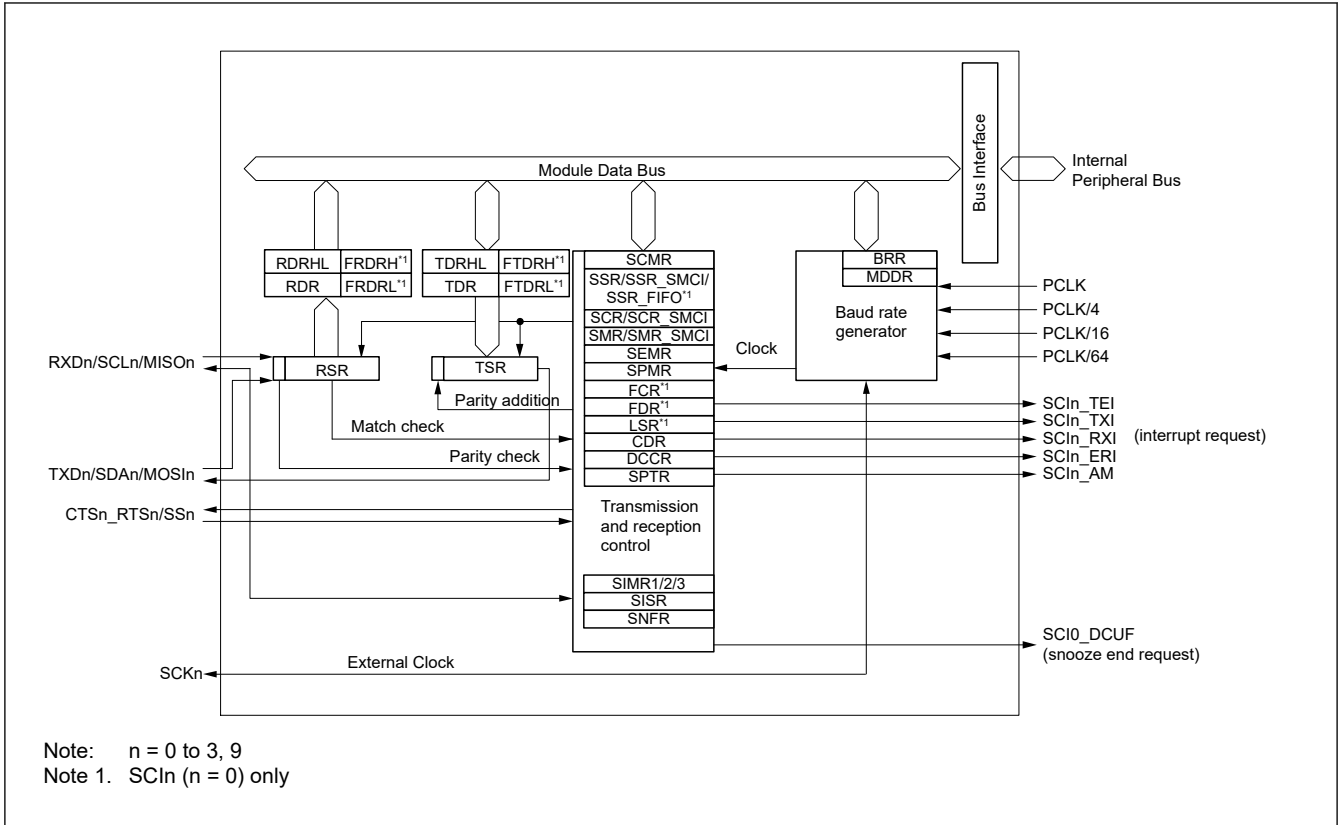 Module Data Bus
Bus Interface
Internal
Peripheral Bus
RDRHL FRDRH*1
RDR FRDRL*1
TDRHL FTDRH*1
TDR FTDRL*1
SCMR
SSR/SSR_SMCI/
SSR_FIFO*1
SCR/SCR_SMCI
SMR/SMR_SMCI
SEMR
SPMR
FCR*1
FDR*1
LSR*1
CDR
DCCR
SPTR
Transmission
and reception
control
SIMR1/2/3
SISR
SNFR
BRR
MDDR
Baud rate
generator
Clock
PCLK
PCLK/4
PCLK/16
PCLK/64
RXDn/SCLn/MISOn
RSR
TSR
Parity addition
Match check
Parity check
TXDn/SDAn/MOSIn
CTSn_RTSn/SSn
SCIn_TEI
SCIn_TXI
SCIn_RXI (interrupt request)
SCIn_ERI
SCIn_AM
SCI0_DCUF
(snooze end request)
External Clock
SCKn
Note: n = 0 to 3, 9
Note 1. SCIn (n = 0) only